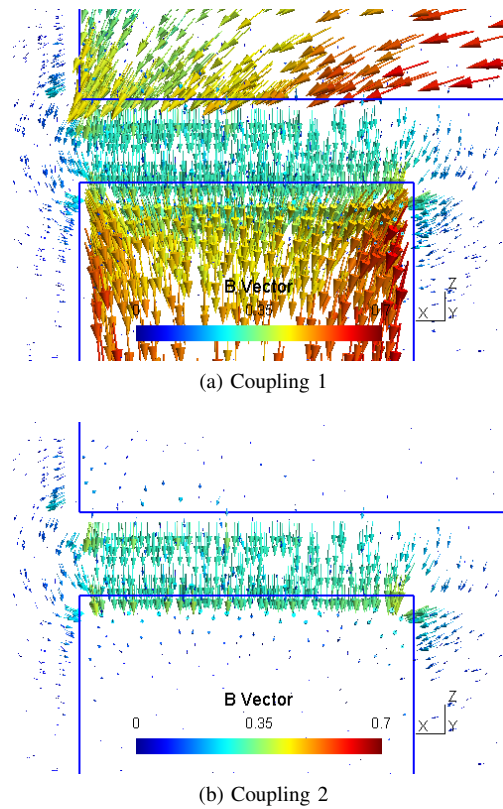 B Vector
0 0.35 0.7
Z
X Y
(a) Coupling 1
B Vector
0 0.35 0.7
Z
X Y
(b) Coupling 2